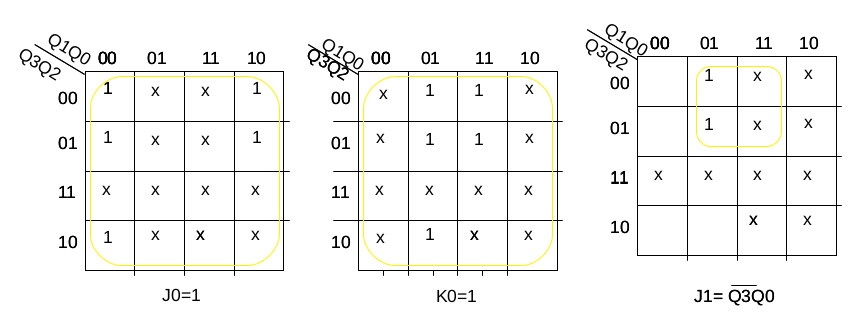 Q1Q0 Q1Q0 Q1Q0
Q3Q2 Q3Q2 Q3Q2
00 01 11 10 00 01 11 10 00 01 11 10
00 1 x x 1 00 x 1 1 x 00 1 x x
01 1 x x 1 01 x 1 1 x 01 1 x x
11 x x x x 11 x x x x 11 x x x x
10 1 x x x 10 x 1 x x 10 x x
J0=1 K0=1 J1= Q̅3̅Q0